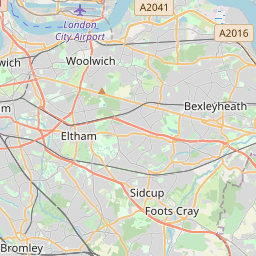 A2041
London
City Airport
A2016
wich
Woolwich
Bexleyheath
m
Eltham
Sidcup
Foots Cray
Bromley